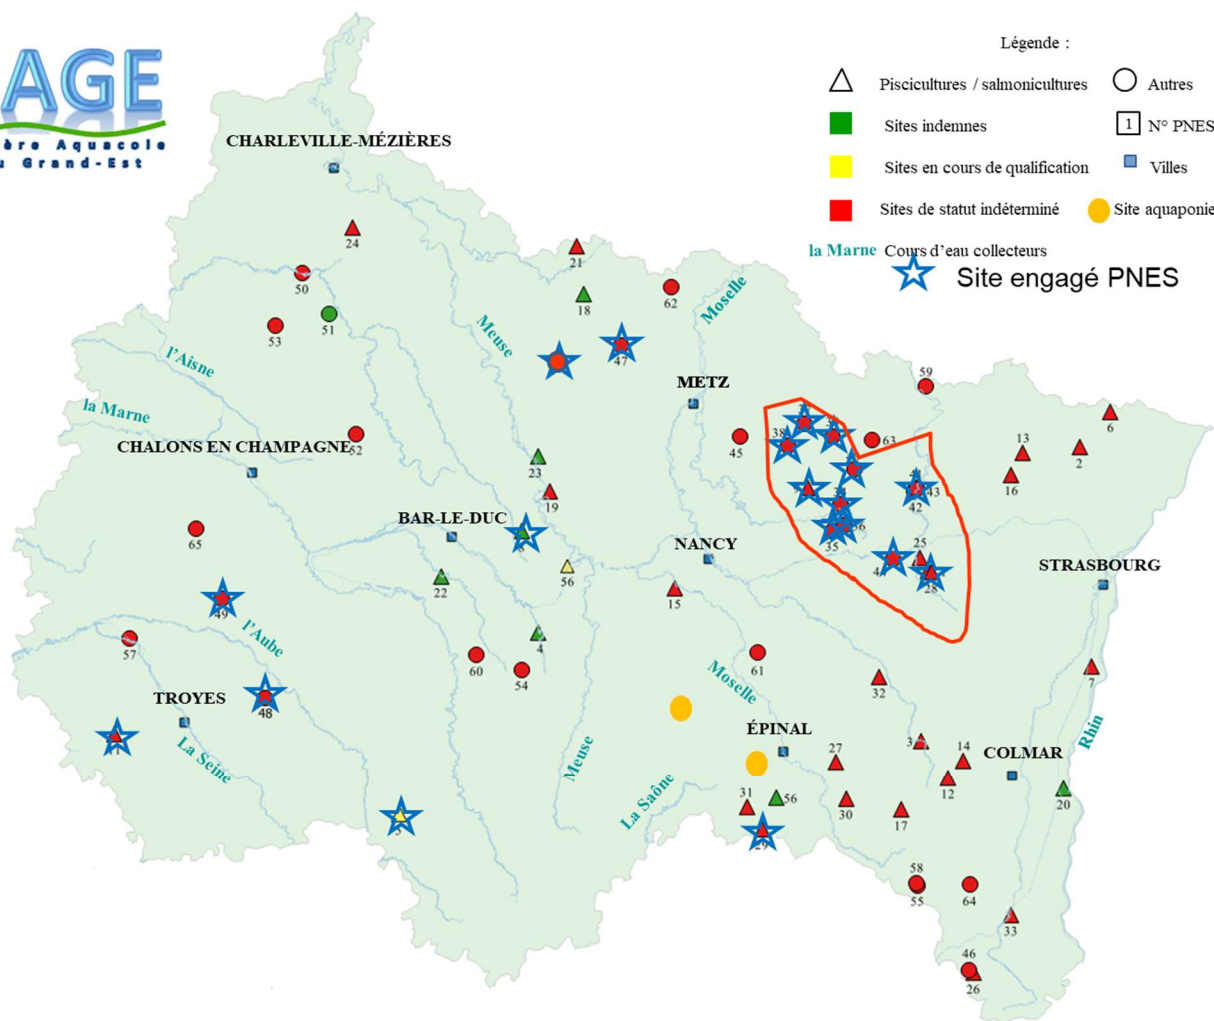 AGE
ère Aquacole
u Grand-Est
Légende :
Piscicultures / salmonicultures
Autres
Sites indemnes
1
N° PNES
Sites en cours de qualification
Villes
Sites de statut indéterminé
Site aquaponie
la Marne
Cours d'eau collecteurs
Site engagé PNES
CHARLEVILLE-MÉZIÈRES
24
21
50
18
62
51
53
Moselle
Meuse
47
l'Aisne
METZ
59
la Marne
6
38
63
45
13
2
CHALONS EN CHAMPAGNE
52
23
16
43
42
19
BAR-LE-DUC
65
8
36
35
NANCY
25
56
STRASBOURG
28
22
15
49
l'Aube
4
57
60
54
61
Moselle
32
7
TROYES
48
ÉPINAL
Rhin
La Seine
Meuse
27
14
COLMAR
12
La Saône
31
56
30
17
20
29
58
55
64
33
46
26